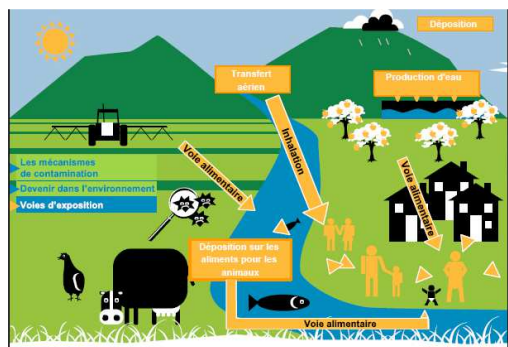 Déposition
Transfert
aérien
Production d'eau
Inhalation
Voie alimentaire
Les mécanismes
de contamination
Devenir dans l'environnement
Voies d'exposition
Voie alimentaire
Déposition sur les
aliments pour les
animaux
Voie alimentaire